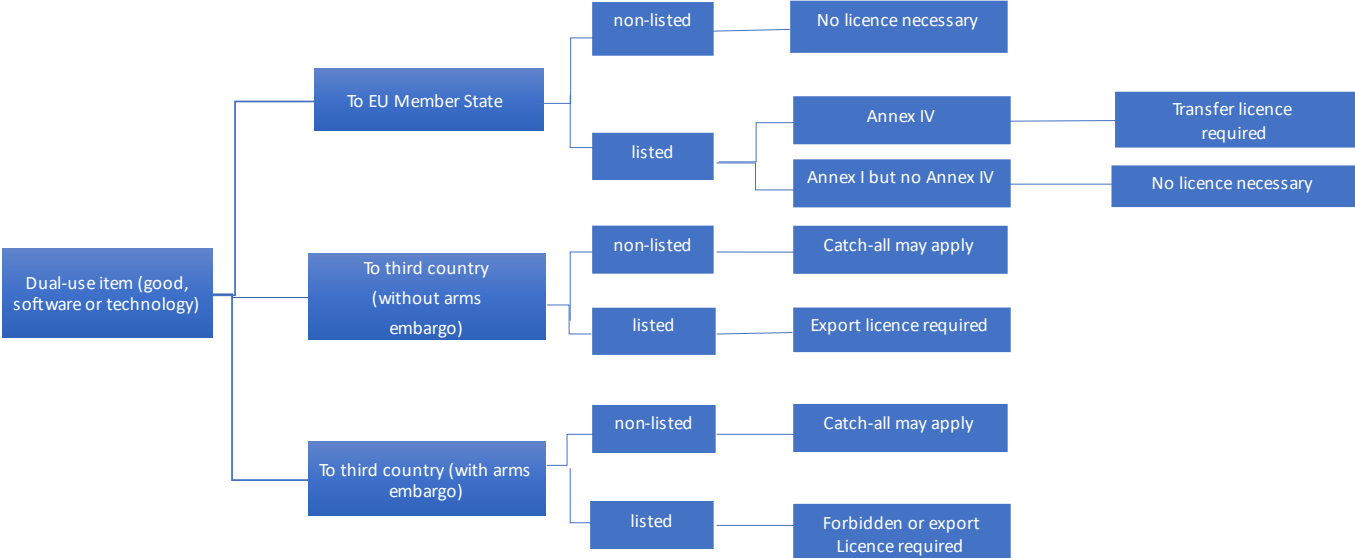 Dual-use item (good,
software or technology)
To EU Member State
non-listed
No licence necessary
listed
Annex IV
Transfer licence
required
Annex I but no Annex IV
No licence necessary
To third country
(without arms
embargo)
non-listed
Catch-all may apply
listed
Export licence required
To third country (with arms
embargo)
non-listed
Catch-all may apply
listed
Forbidden or export
Licence required